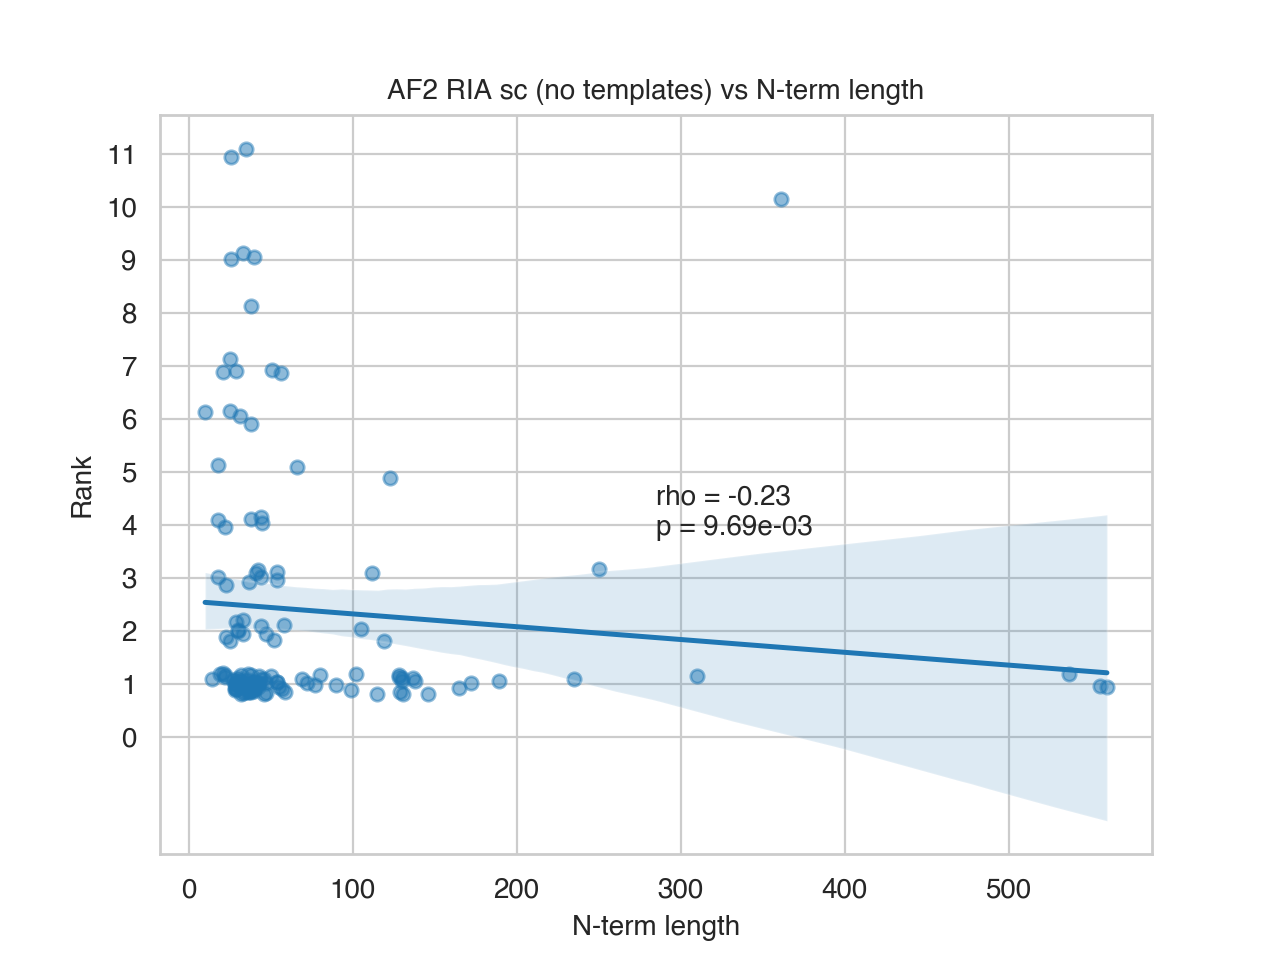 AF2 RIA sc (no templates) vs N-term length
11
10
9
8
7
6
5
4
3
2
1
0
Rank
rho = -0.23
p = 9.69e-03
0 100 200 300 400 500
N-term length